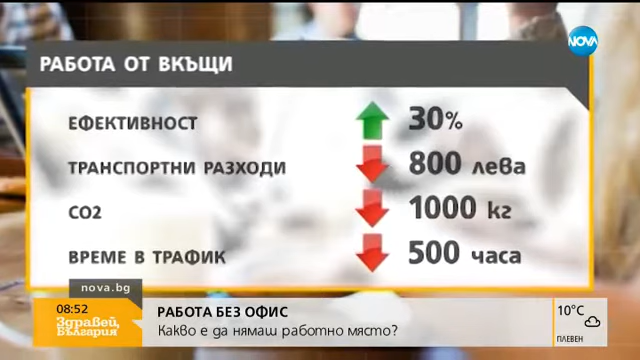 NOVA
РАБОТА ОТ ВКЪЩИ
ЕФЕКТИВНОСТ 30%
ТРАНСПОРТНИ РАЗХОДИ 800 лева
CO2 1000 кг
ВРЕМЕ В ТРАФИК 500 часа
nova.bg
08:52 РАБОТА БЕЗ ОФИС 10°C
Здравей, България Какво е да нямаш работно място? ПЛЕВЕН